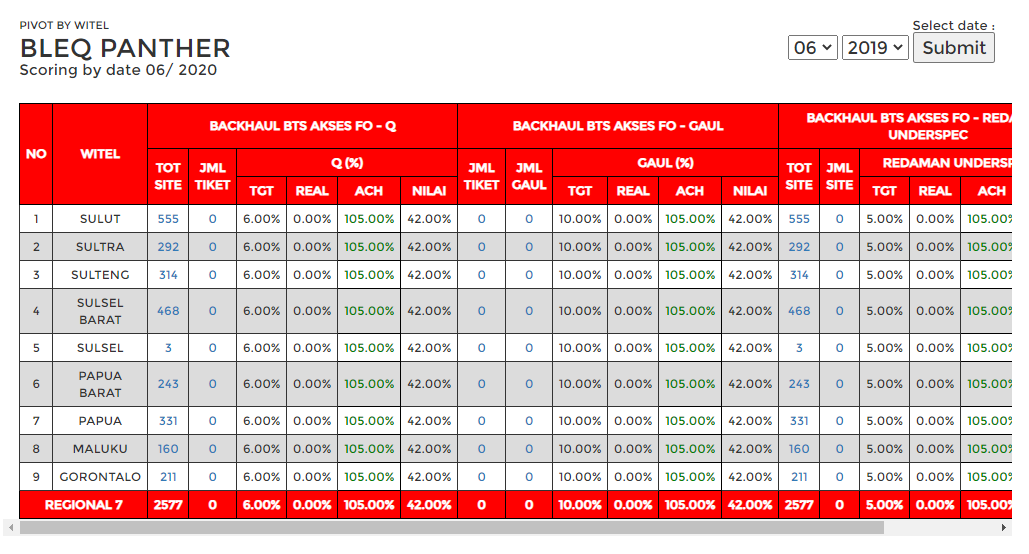 PIVOT BY WITEL
BLEQ PANTHER
Scoring by date 06/ 2020
Select date :
06 2019 Submit
NO WITEL BACKHAUL BTS AKSES FO - Q BACKHAUL BTS AKSES FO - GAUL BACKHAUL BTS AKSES FO - REDA
UNDERSPEC
TOT SITE JML TIKET Q (%) JML TIKET JML GAUL GAUL (%) TOT SITE JML SITE REDAMAN UNDERSP
TGT REAL ACH NILAI TGT REAL ACH NILAI TGT REAL ACH
1 SULUT 555 0 6.00% 0.00% 105.00% 42.00% 0 0 10.00% 0.00% 105.00% 42.00% 555 0 5.00% 0.00% 105.00%
2 SULTRA 292 0 6.00% 0.00% 105.00% 42.00% 0 0 10.00% 0.00% 105.00% 42.00% 292 0 5.00% 0.00% 105.00%
3 SULTENG 314 0 6.00% 0.00% 105.00% 42.00% 0 0 10.00% 0.00% 105.00% 42.00% 314 0 5.00% 0.00% 105.00%
4 SULSEL BARAT 468 0 6.00% 0.00% 105.00% 42.00% 0 0 10.00% 0.00% 105.00% 42.00% 468 0 5.00% 0.00% 105.00%
5 SULSEL 3 0 6.00% 0.00% 105.00% 42.00% 0 0 10.00% 0.00% 105.00% 42.00% 3 0 5.00% 0.00% 105.00%
6 PAPUA BARAT 243 0 6.00% 0.00% 105.00% 42.00% 0 0 10.00% 0.00% 105.00% 42.00% 243 0 5.00% 0.00% 105.00%
7 PAPUA 331 0 6.00% 0.00% 105.00% 42.00% 0 0 10.00% 0.00% 105.00% 42.00% 331 0 5.00% 0.00% 105.00%
8 MALUKU 160 0 6.00% 0.00% 105.00% 42.00% 0 0 10.00% 0.00% 105.00% 42.00% 160 0 5.00% 0.00% 105.00%
9 GORONTALO 211 0 6.00% 0.00% 105.00% 42.00% 0 0 10.00% 0.00% 105.00% 42.00% 211 0 5.00% 0.00% 105.00%
REGIONAL 7 2577 0 6.00% 0.00% 105.00% 42.00% 0 0 10.00% 0.00% 105.00% 42.00% 2577 0 5.00% 0.00% 105.00%